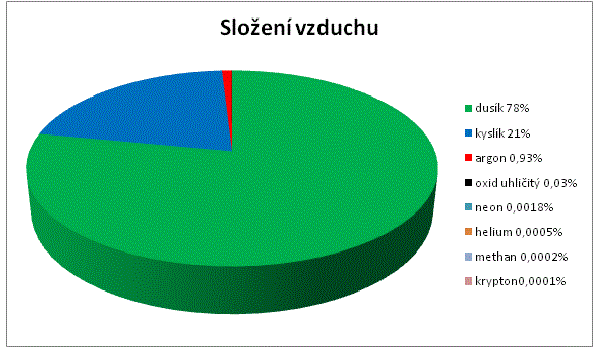 Složení vzduchu
dusík 78%
kyslík 21%
argon 0,93%
oxid uhličitý 0,03%
neon 0,0018%
helium 0,0005%
methan 0,0002%
krypton0,0001%